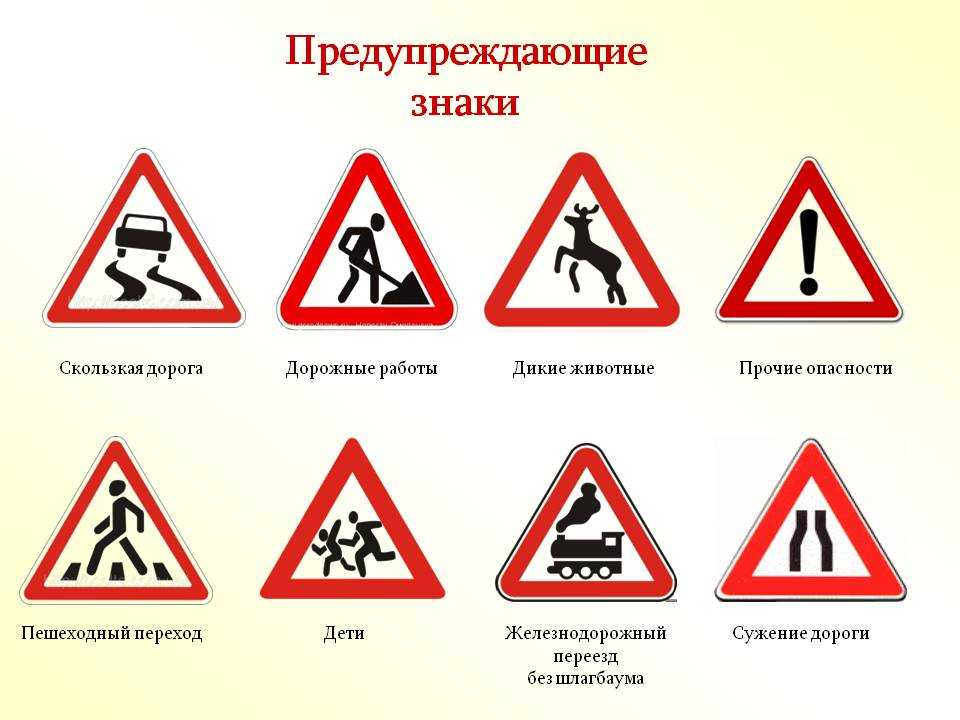 Предупреждающие
знаки
Скользкая дорога
Дорожные работы
Дикие животные
Прочие опасности
Пешеходный переход
Дети
Железнодорожный
переезд
без шлагбаума
Сужение дороги